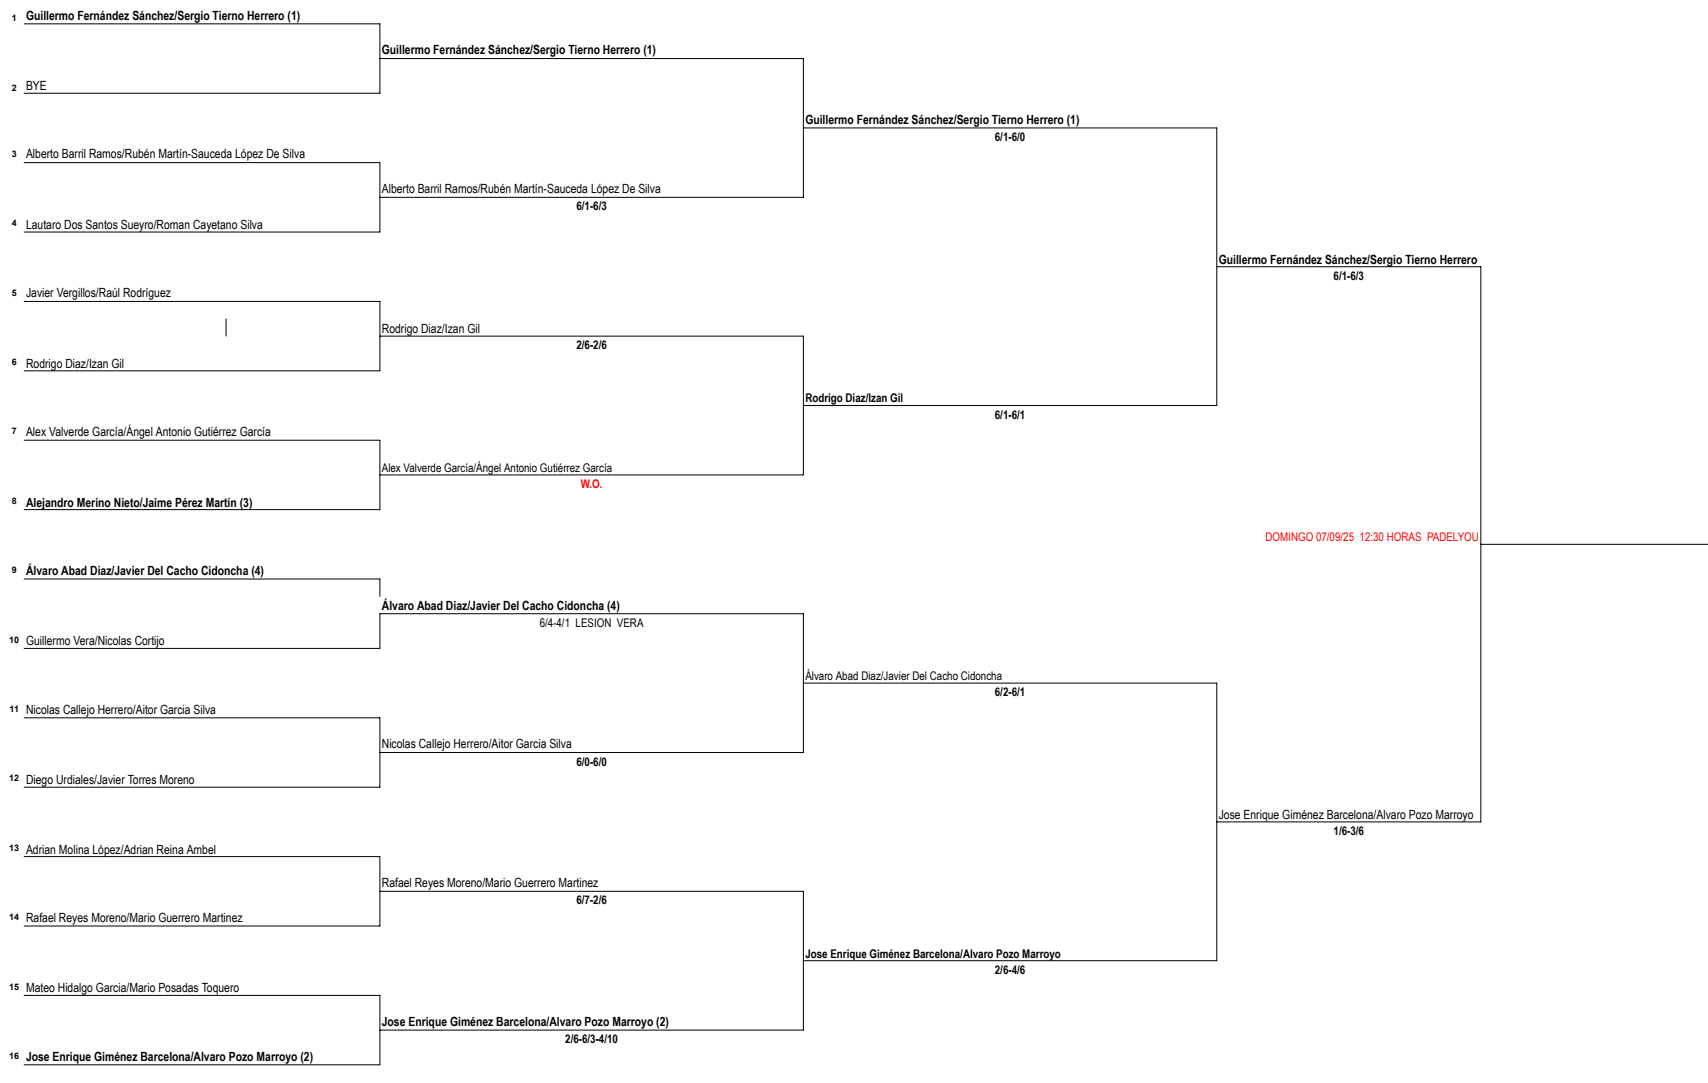 1 Guillermo Fernández Sánchez/Sergio Tierno Herrero (1)
Guillermo Fernández Sánchez/Sergio Tierno Herrero (1)
2 BYE
Guillermo Fernández Sánchez/Sergio Tierno Herrero (1)
6/1-6/0
3 Alberto Barril Ramos/Rubén Martín-Sauceda López De Silva
Alberto Barril Ramos/Rubén Martín-Sauceda López De Silva
6/1-6/3
4 Lautaro Dos Santos Sueyro/Roman Cayetano Silva
Guillermo Fernández Sánchez/Sergio Tierno Herrero
6/1-6/3
5 Javier Vergillos/Raúl Rodríguez
Rodrigo Diaz/Izan Gil
2/6-2/6
6 Rodrigo Diaz/Izan Gil
Rodrigo Diaz/Izan Gil
6/1-6/1
7 Alex Valverde García/Ángel Antonio Gutiérrez García
Alex Valverde García/Ángel Antonio Gutiérrez García
W.O.
8 Alejandro Merino Nieto/Jaime Pérez Martín (3)
DOMINGO 07/09/25 12:30 HORAS PADELYOU
9 Álvaro Abad Diaz/Javier Del Cacho Cidoncha (4)
Álvaro Abad Diaz/Javier Del Cacho Cidoncha (4)
6/4-4/1 LESION VERA
10 Guillermo Vera/Nicolas Cortijo
Álvaro Abad Diaz/Javier Del Cacho Cidoncha
6/2-6/1
11 Nicolas Callejo Herrero/Aitor Garcia Silva
Nicolas Callejo Herrero/Aitor Garcia Silva
6/0-6/0
12 Diego Urdiales/Javier Torres Moreno
Jose Enrique Giménez Barcelona/Alvaro Pozo Marroyo
1/6-3/6
13 Adrian Molina López/Adrian Reina Ambel
Rafael Reyes Moreno/Mario Guerrero Martinez
6/7-2/6
14 Rafael Reyes Moreno/Mario Guerrero Martinez
Jose Enrique Giménez Barcelona/Alvaro Pozo Marroyo
2/6-4/6
15 Mateo Hidalgo Garcia/Mario Posadas Toquero
Jose Enrique Giménez Barcelona/Alvaro Pozo Marroyo (2)
2/6-6/3-4/10
16 Jose Enrique Giménez Barcelona/Alvaro Pozo Marroyo (2)